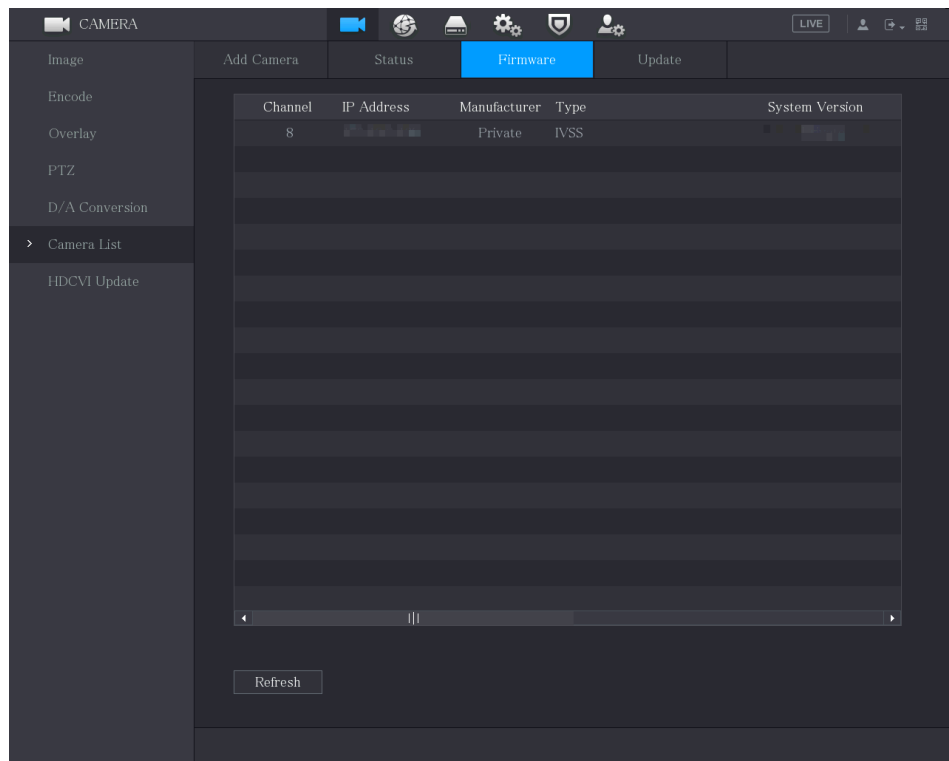 CAMERA LIVE
Image Add Camera Status Firmware Update
Encode
Channel IP Address Manufacturer Type System Version
Overlay 8 Private IVSS
PTZ
D/A Conversion
Camera List
HDCVI Update
Refresh